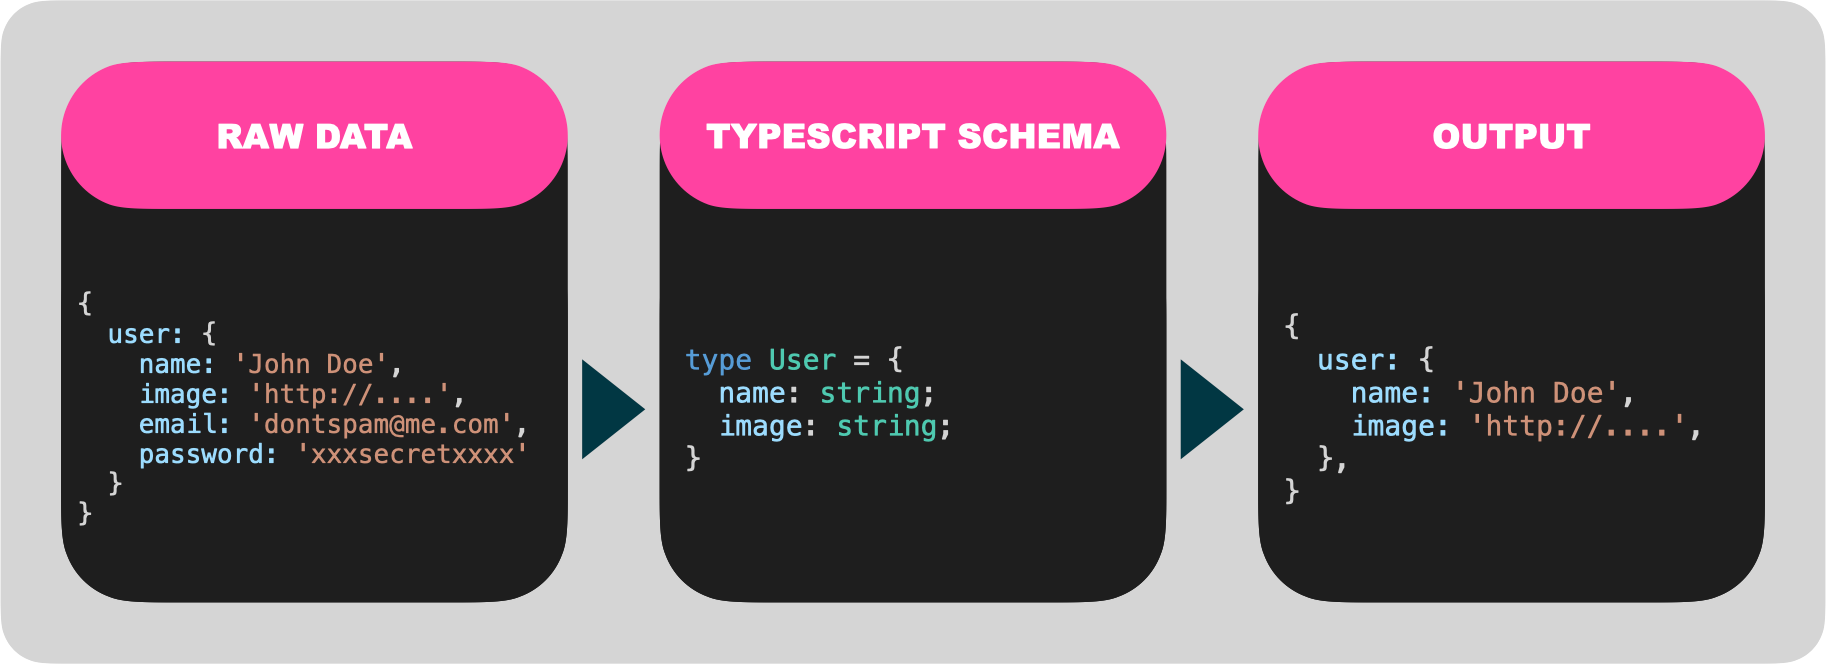 RAW DATA
{
  user: {
    name: 'John Doe',
    image: 'http://....',
    email: 'dontspam@me.com',
    password: 'xxxsecretxxxx'
  }
}
TYPESCRIPT SCHEMA
type User = {
  name: string;
  image: string;
}
OUTPUT
{
  user: {
    name: 'John Doe',
    image: 'http://....',
  },
}